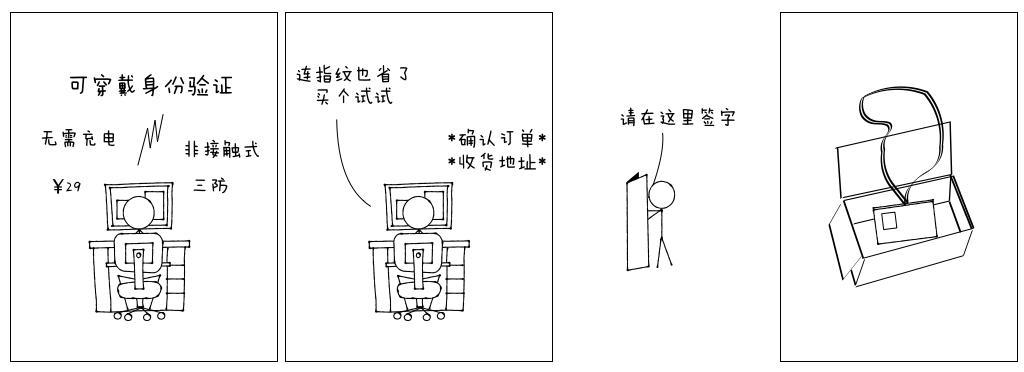 可穿戴身份验证
无需充电
非接触式
¥29
三防
连指纹也省了
买个试试
*确认订单*
*收货地址*
请在这里签字